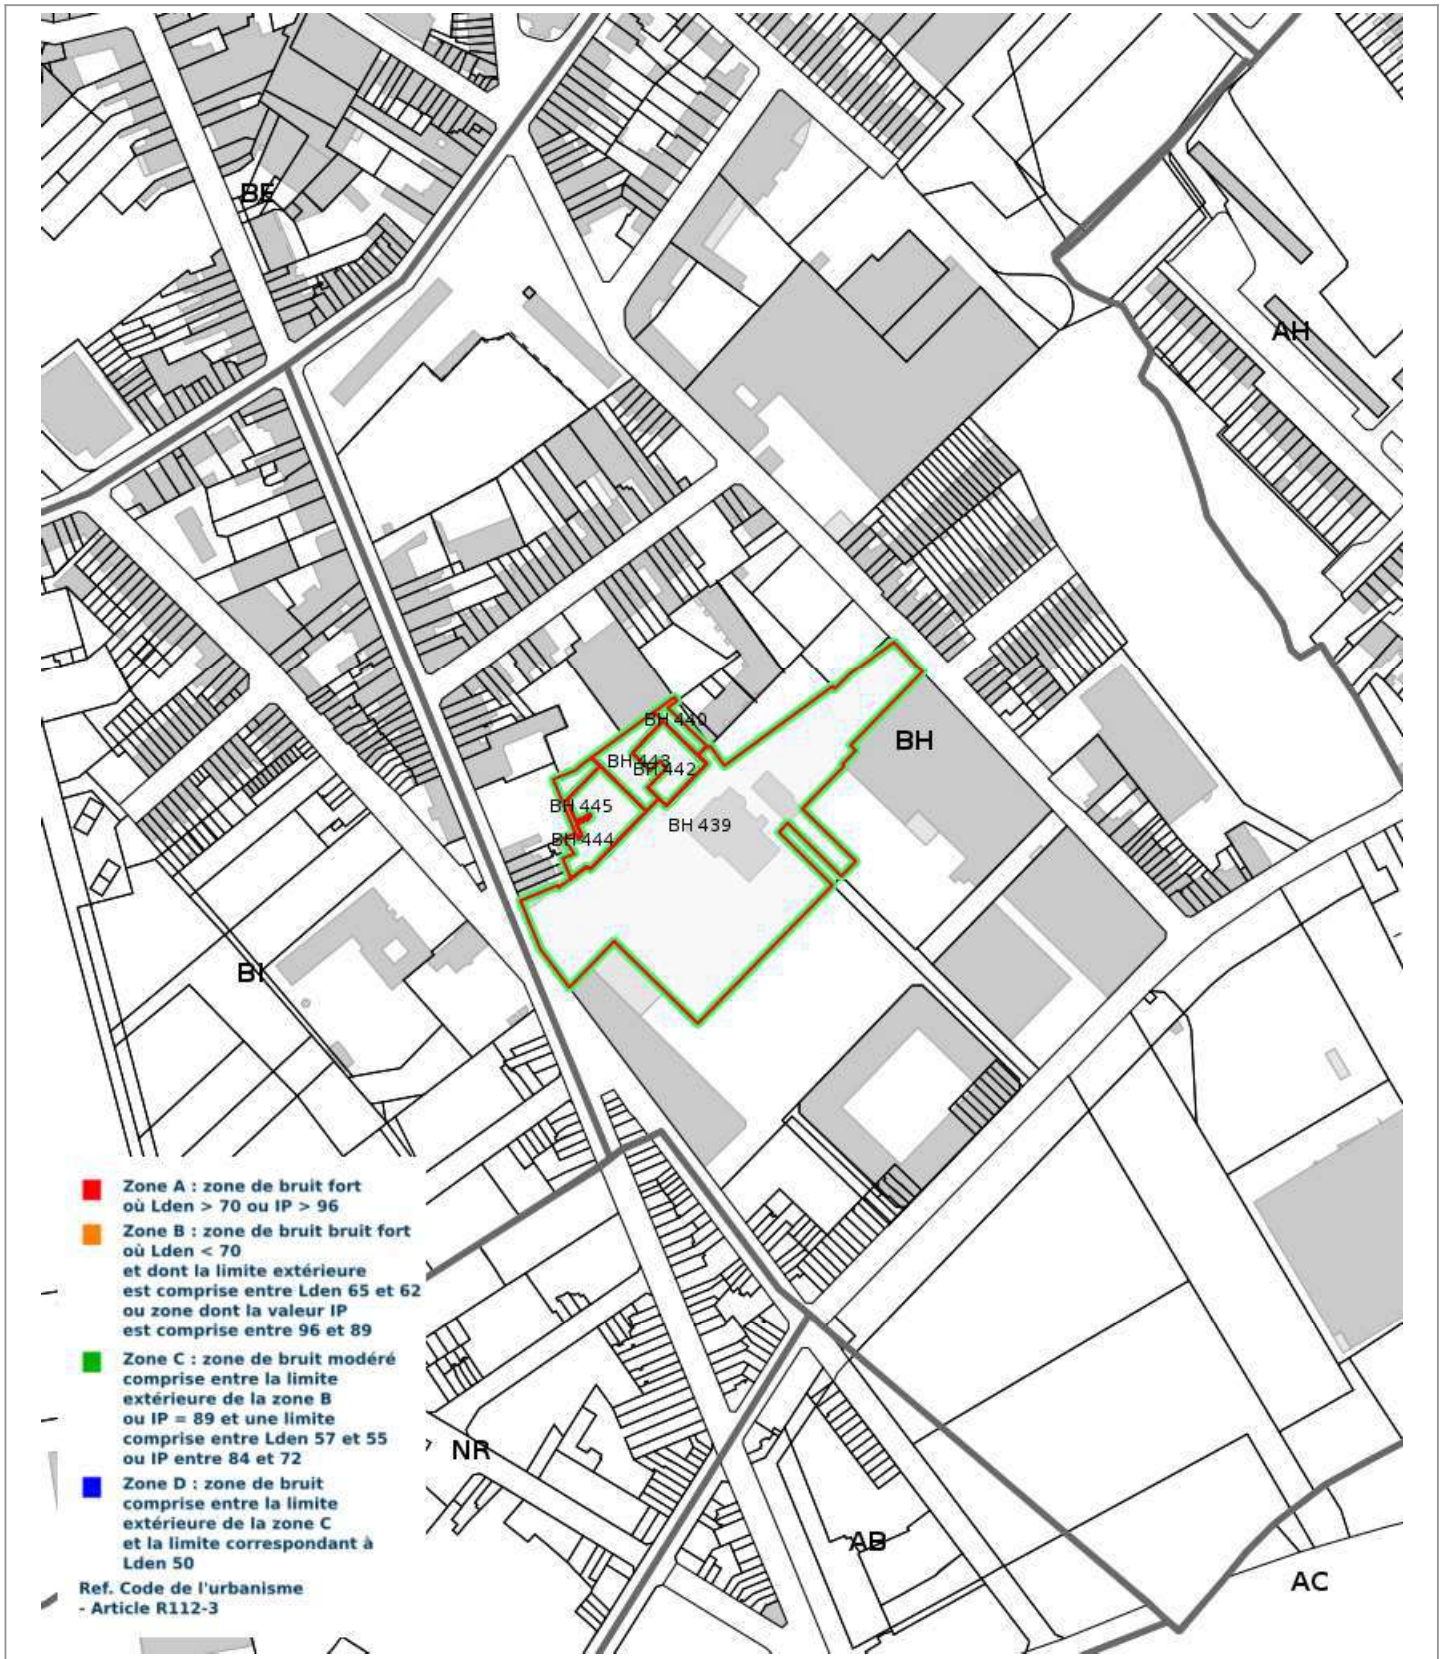 BE
AH
BH 440
BH
BH 443
BH 442
BH 445
BH 439
BH 444
BI
Zone A : zone de bruit fort
où Lden > 70 ou IP > 96
Zone B : zone de bruit bruit fort
où Lden < 70
et dont la limite extérieure
est comprise entre Lden 65 et 62
ou zone dont la valeur IP
est comprise entre 96 et 89
Zone C : zone de bruit modéré
comprise entre la limite
extérieure de la zone B
ou IP = 89 et une limite
comprise entre Lden 57 et 55
ou IP entre 84 et 72
Zone D : zone de bruit
comprise entre la limite
extérieure de la zone C
et la limite correspondant à
Lden 50
Ref. Code de l'urbanisme
- Article R112-3
NR
AB
AC